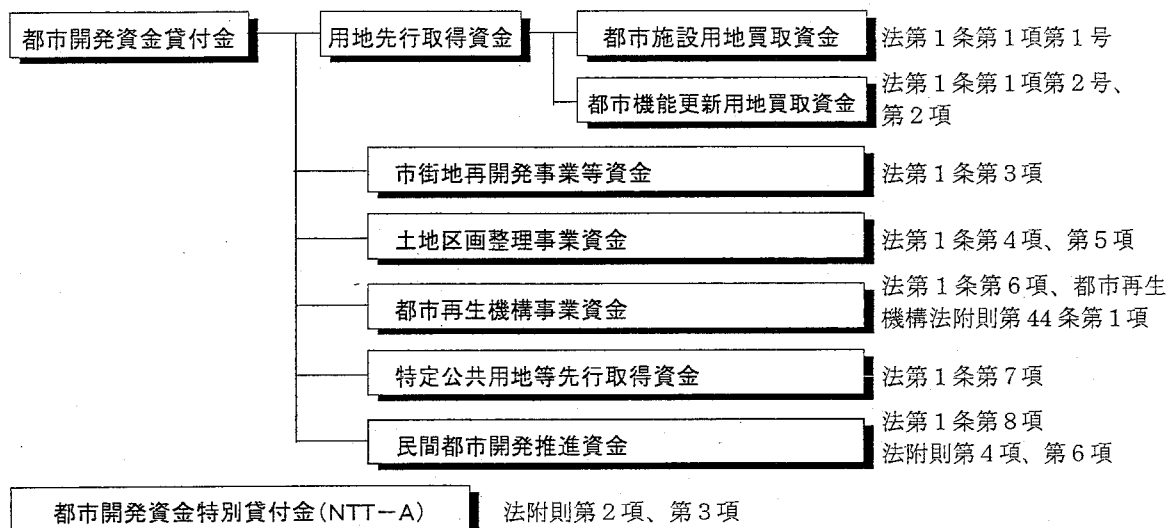 都市開発資金貸付金
用地先行取得資金
都市施設用地買取資金
法第1条第1項第1号
都市機能更新用地買取資金
法第1条第1項第2号、
第2項
市街地再開発事業等資金
法第1条第3項
土地区画整理事業資金
法第1条第4項、第5項
都市再生機構事業資金
法第1条第6項、都市再生
機構法附則第44条第1項
特定公共用地等先行取得資金
法第1条第7項
民間都市開発推進資金
法第1条第8項
法附則第4項、第6項
都市開発資金特別貸付金(NTT-A)
法附則第2項、第3項